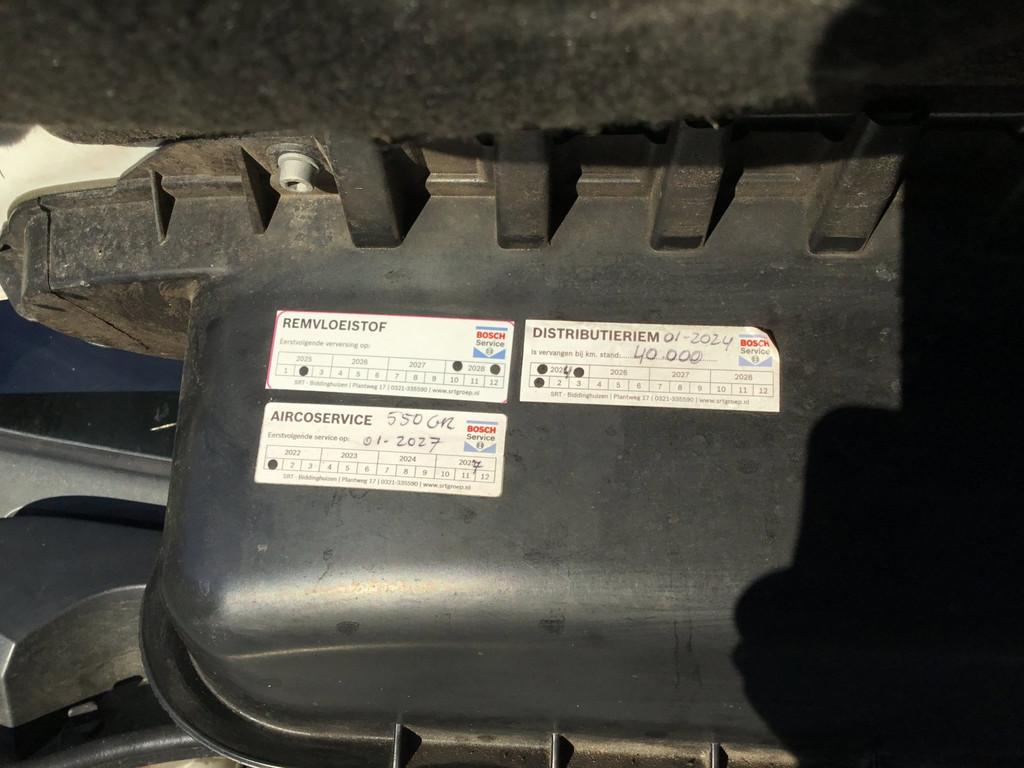 REMVLOEISTOF
BOSCH
Service
Eerstvolgende verversing op:
2025 2026 2027 2028
1 3 4 5 6 7 8 9 10 11 12
SRT - Biddinghuizen | Plantweg 17 | 0321-335590 | www.srtgroep.nl
DISTRIBUTIERIEM 01-2024
BOSCH
Service
Is vervangen bij km. stand:.....40.000
2024 2026 2027 2028
2 3 4 5 6 7 8 9 10 11 12
SRT - Biddinghuizen | Plantweg 17 | 0321-335590 | www.srtgroep.nl
AIRCOSERVICE 550 GR
BOSCH
Service
Eerstvolgende service op: 01-2027
2022 2023 2024 2027
2 3 4 5 6 7 8 9 10 11 12
SRT - Biddinghuizen | Plantweg 17 | 0321-335590 | www.srtgroep.nl